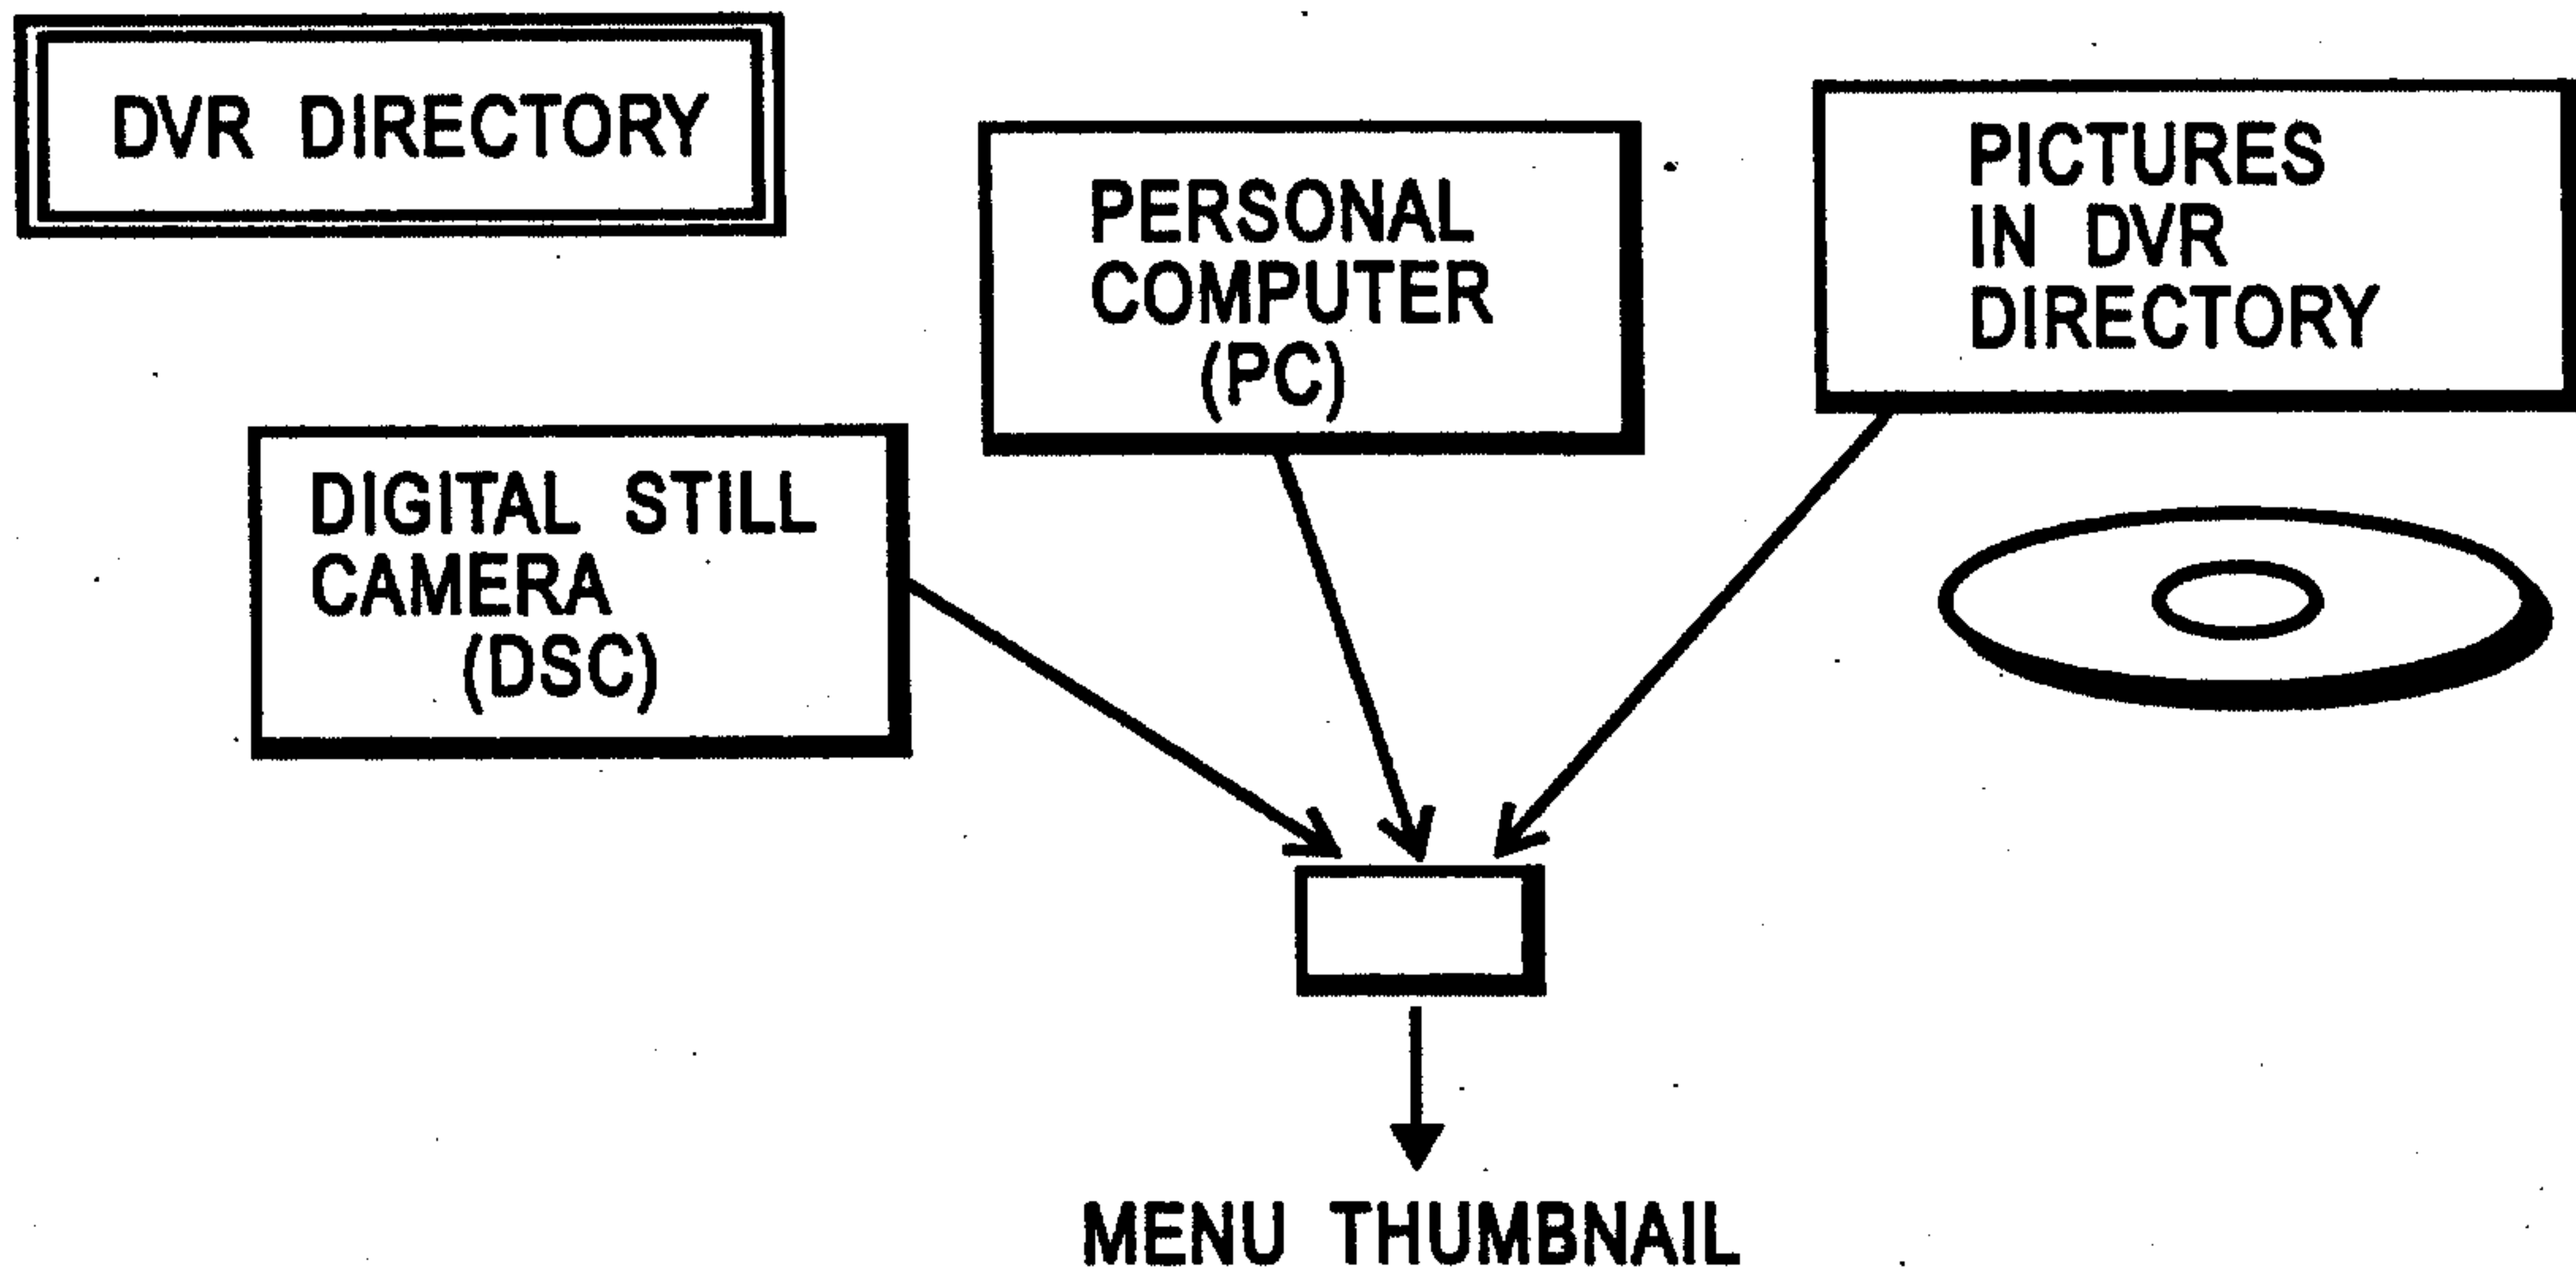 DVR DIRECTORY
PERSONAL
COMPUTER
(PC)
PICTURES
IN DVR
DIRECTORY
DIGITAL STILL
CAMERA
(DSC)
MENU THUMBNAIL